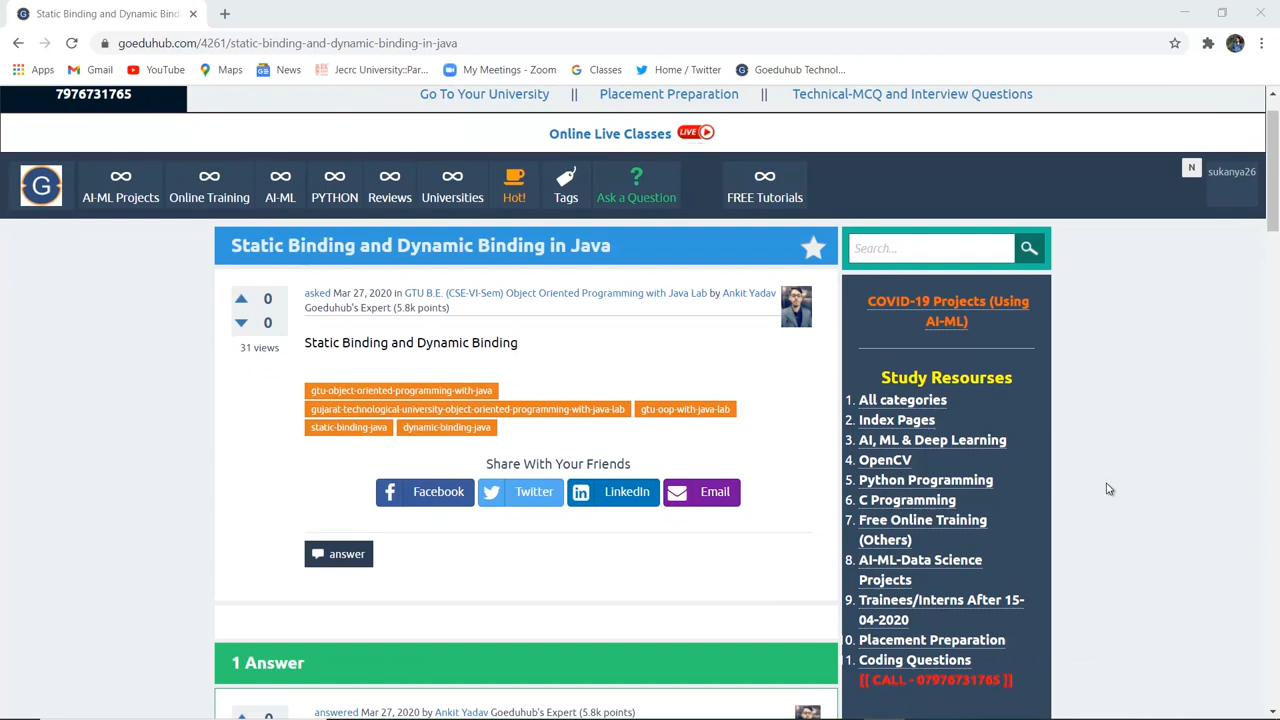 Static Binding and Dynamic Bind
goeduhub.com/4261/static-binding-and-dynamic-binding-in-java
Apps
Gmail
YouTube
Maps
News
Jecrc University::Par...
My Meetings - Zoom
Classes
Home / Twitter
Goeduhub Technol...
7976731765
Go To Your University || Placement Preparation || Technical-MCQ and Interview Questions
Online Live Classes LIVE
G
AI-ML Projects
Online Training
AI-ML
PYTHON
Reviews
Universities
Hot!
Tags
Ask a Question
FREE Tutorials
N
sukanya26
Static Binding and Dynamic Binding in Java
0
0
31 views
asked Mar 27, 2020 in GTU B.E. (CSE-VI-Sem) Object Oriented Programming with Java Lab by Ankit Yadav
Goeduhub's Expert (5.8k points)
Static Binding and Dynamic Binding
gtu-object-oriented-programming-with-java
gujarat-technological-university-object-oriented-programming-with-java-lab
gtu-oop-with-java-lab
static-binding-java
dynamic-binding-java
Share With Your Friends
Facebook
Twitter
LinkedIn
Email
answer
1 Answer
0
answered Mar 27, 2020 by Ankit Yadav Goeduhub's Expert (5.8k points)
Search...
COVID-19 Projects (Using
AI-ML)
Study Resourses
1. All categories
2. Index Pages
3. AI, ML & Deep Learning
4. OpenCV
5. Python Programming
6. C Programming
7. Free Online Training
(Others)
8. AI-ML-Data Science
Projects
9. Trainees/Interns After 15-
04-2020
10. Placement Preparation
11. Coding Questions
[[ CALL - 07976731765 ]]